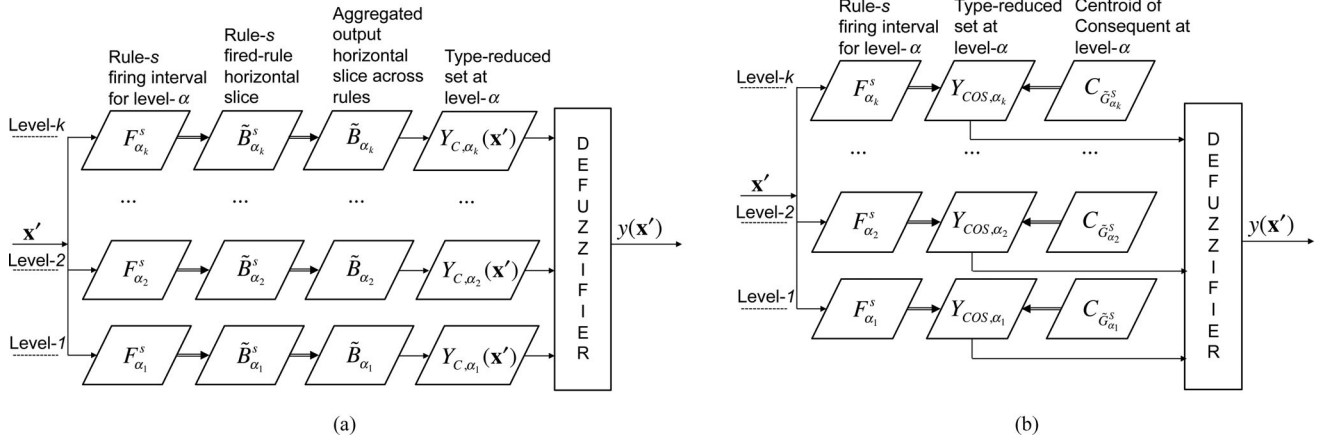 Rule-s
firing interval
for level-α
Rule-s
fired-rule
horizontal
slice
Aggregated
output
horizontal
slice across
rules
Type-reduced
set at
level-α
Level-k
F^s_{α_k}
B̃^s_{α_k}
B̃_{α_k}
Y_{C,α_k}(x′)
... ... ... ...
x′
Level-2
F^s_{α_2}
B̃^s_{α_2}
B̃_{α_2}
Y_{C,α_2}(x′)
Level-1
F^s_{α_1}
B̃^s_{α_1}
B̃_{α_1}
Y_{C,α_1}(x′)
DEFUZZIFIER
y(x′)
(a)
Rule-s
firing interval
for level-α
Type-reduced
set at
level-α
Centroid of
Consequent at
level-α
Level-k
F^s_{α_k}
Y_{COS,α_k}
C_{G̃^S_{α_k}}
... ... ...
x′
Level-2
F^s_{α_2}
Y_{COS,α_2}
C_{G̃^S_{α_2}}
Level-1
F^s_{α_1}
Y_{COS,α_1}
C_{G̃^S_{α_1}}
DEFUZZIFIER
y(x′)
(b)